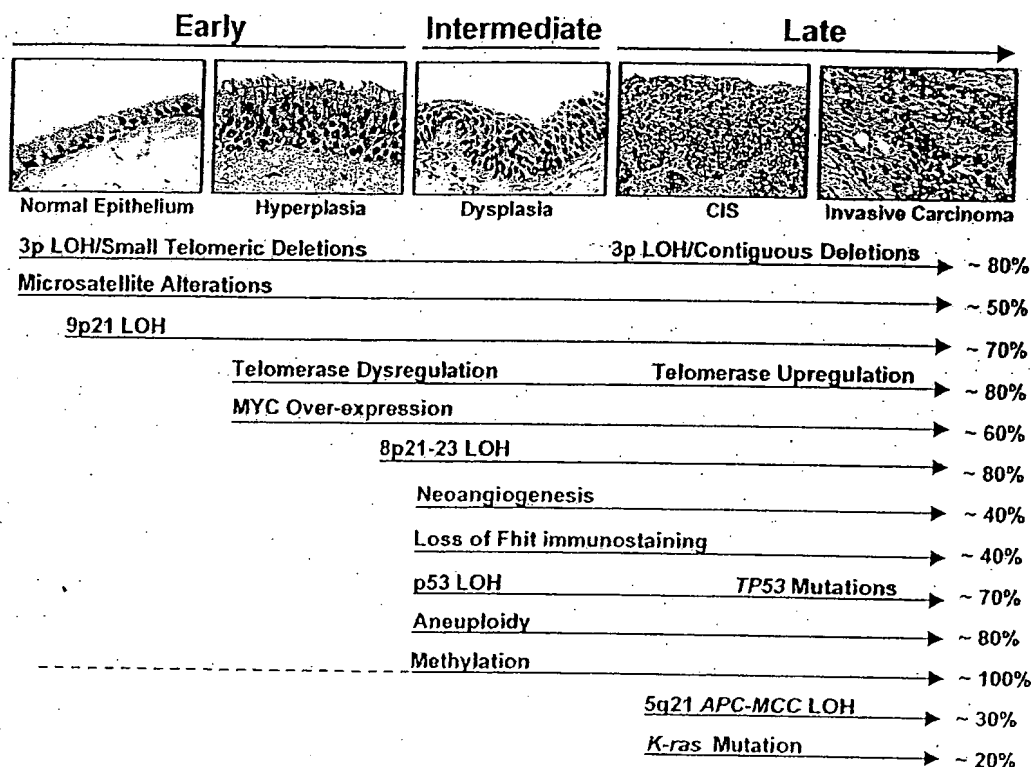 Early Intermediate Late
Normal Epithelium Hyperplasia Dysplasia CIS Invasive Carcinoma
3p LOH/Small Telomeric Deletions 3p LOH/Contiguous Deletions ~ 80%
Microsatellite Alterations ~ 50%
9p21 LOH ~ 70%
Telomerase Dysregulation Telomerase Upregulation ~ 80%
MYC Over-expression ~ 60%
8p21-23 LOH ~ 80%
Neoangiogenesis ~ 40%
Loss of Fhit immunostaining ~ 40%
p53 LOH TP53 Mutations ~ 70%
Aneuploidy ~ 80%
Methylation ~ 100%
5q21 APC-MCC LOH ~ 30%
K-ras Mutation ~ 20%